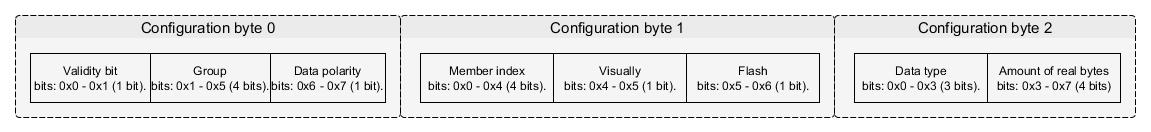 Configuration byte 0
Configuration byte 1
Configuration byte 2
Validity bit
bits: 0x0 - 0x1 (1 bit).
Group
bits: 0x1 - 0x5 (4 bits).
Data polarity
bits: 0x6 - 0x7 (1 bit).
Member index
bits: 0x0 - 0x4 (4 bits).
Visually
bits: 0x4 - 0x5 (1 bit).
Flash
bits: 0x5 - 0x6 (1 bit).
Data type
bits: 0x0 - 0x3 (3 bits).
Amount of real bytes
bits: 0x3 - 0x7 (4 bits)